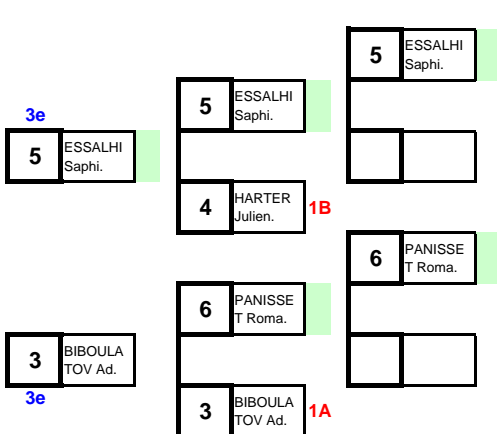 5 ESSALHI
Saphi.
5 ESSALHI
Saphi.
3e
5 ESSALHI
Saphi.
4 HARTER
Julien. 1B
6 PANISSE
T Roma.
6 PANISSE
T Roma.
3 BIBOULA
TOV Ad.
3e
3 BIBOULA
TOV Ad. 1A